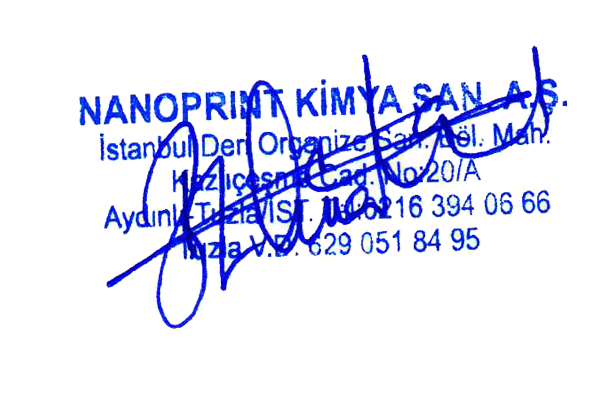 NANOPRINT KİMYA SAN. A.Ş.
İstanbul Deri Organize San. Böl. Mah.
Kazlıçeşme Cad. No:20/A
Aydınlı-Tuzla/İST. Tel:0216 394 06 66
Tuzla V.D. 629 051 84 95